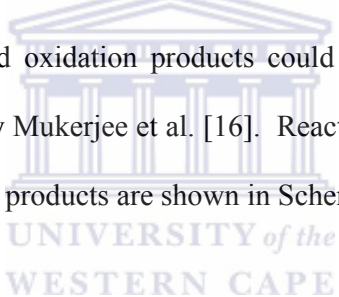 d oxidation products could
y Mukerjee et al. [16]. Reac
products are shown in Scher
UNIVERSITY of the
WESTERN CAPE